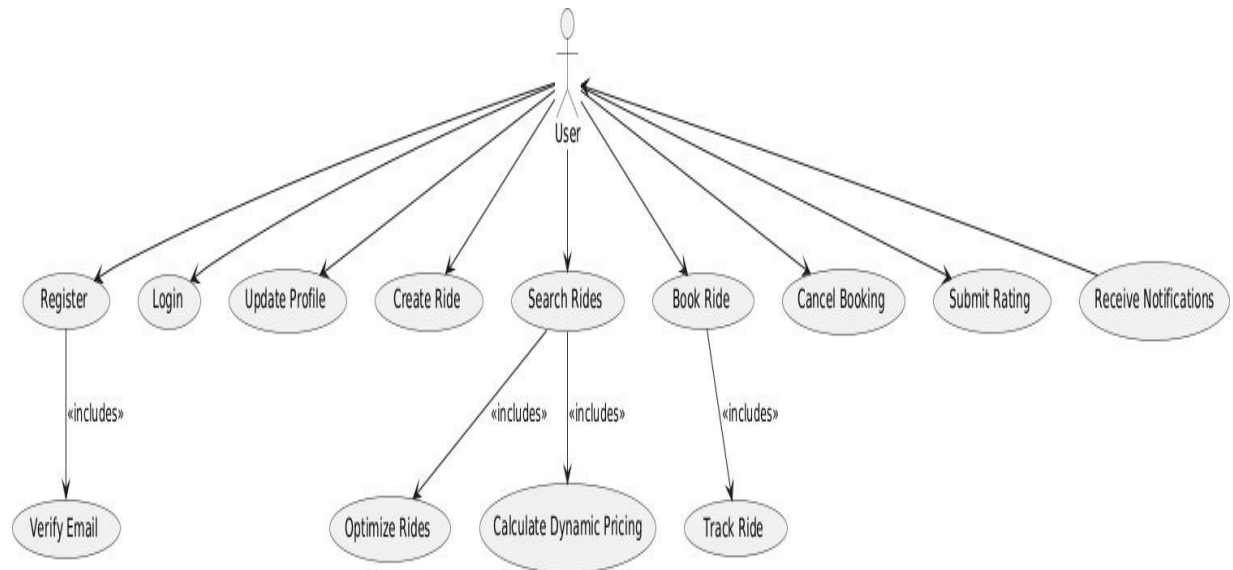 User
Register
Login
Update Profile
Create Ride
Search Rides
Book Ride
Cancel Booking
Submit Rating
Receive Notifications
«includes»
«includes»
«includes»
«includes»
Verify Email
Optimize Rides
Calculate Dynamic Pricing
Track Ride